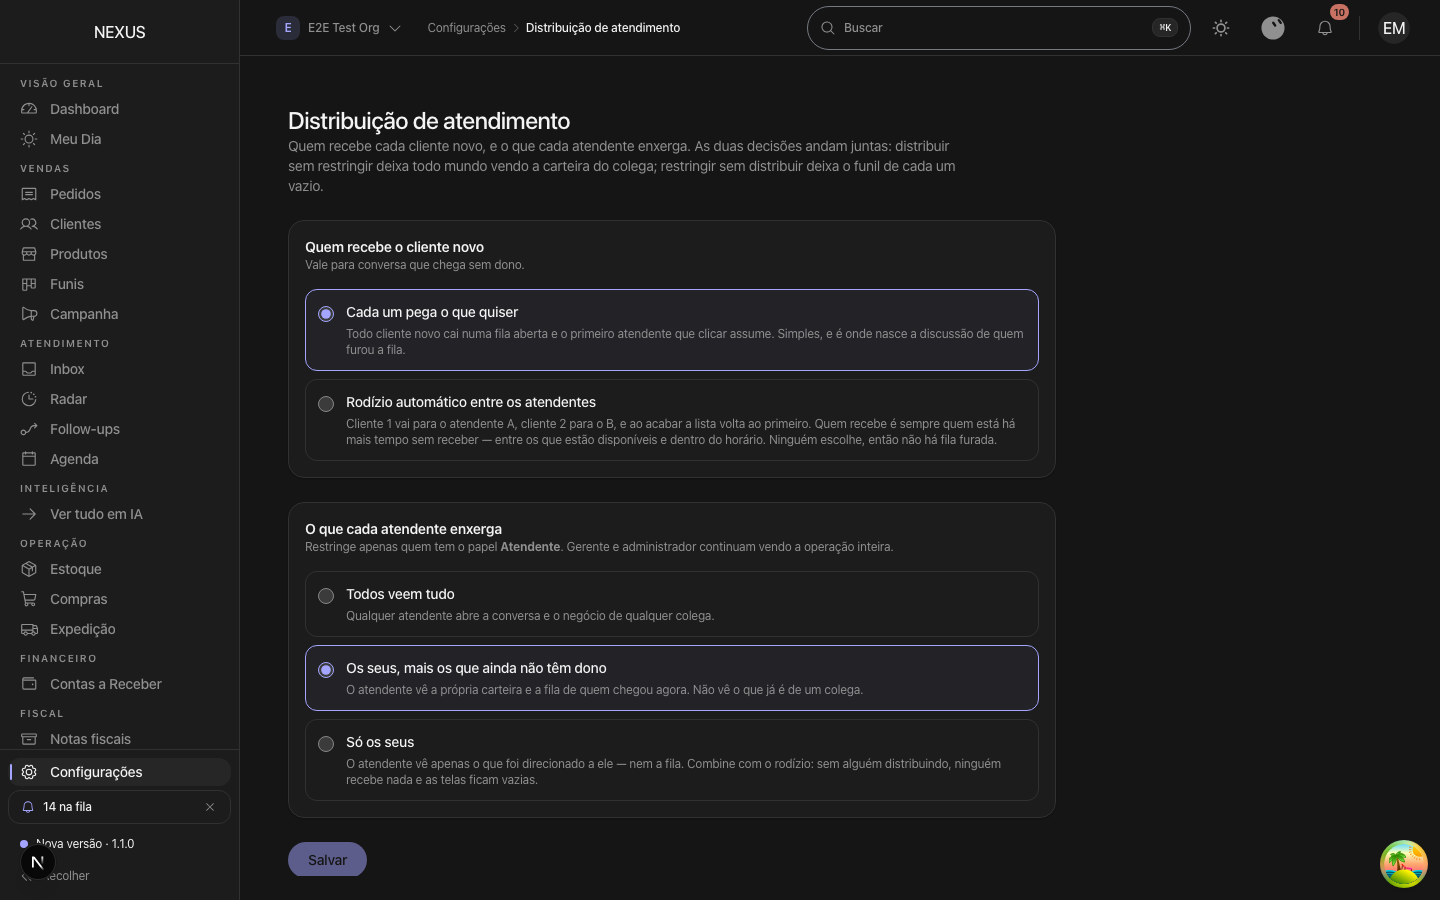 NEXUS
VISÃO GERAL
Dashboard
Meu Dia
VENDAS
Pedidos
Clientes
Produtos
Funis
Campanha
ATENDIMENTO
Inbox
Radar
Follow-ups
Agenda
INTELIGÊNCIA
Ver tudo em IA
OPERAÇÃO
Estoque
Compras
Expedição
FINANCEIRO
Contas a Receber
FISCAL
Notas fiscais
Configurações
14 na fila
Nova versão · 1.1.0
N
E E2E Test Org Configurações Distribuição de atendimento Buscar ⌘K 10 EM
Distribuição de atendimento
Quem recebe cada cliente novo, e o que cada atendente enxerga. As duas decisões andam juntas: distribuir
sem restringir deixa todo mundo vendo a carteira do colega; restringir sem distribuir deixa o funil de cada um
vazio.
Quem recebe o cliente novo
Vale para conversa que chega sem dono.
Cada um pega o que quiser
Todo cliente novo cai numa fila aberta e o primeiro atendente que clicar assume. Simples, e é onde nasce a discussão de quem
furou a fila.
Rodízio automático entre os atendentes
Cliente 1 vai para o atendente A, cliente 2 para o B, e ao acabar a lista volta ao primeiro. Quem recebe é sempre quem está há
mais tempo sem receber — entre os que estão disponíveis e dentro do horário. Ninguém escolhe, então não há fila furada.
O que cada atendente enxerga
Restringe apenas quem tem o papel Atendente. Gerente e administrador continuam vendo a operação inteira.
Todos veem tudo
Qualquer atendente abre a conversa e o negócio de qualquer colega.
Os seus, mais os que ainda não têm dono
O atendente vê a própria carteira e a fila de quem chegou agora. Não vê o que já é de um colega.
Só os seus
O atendente vê apenas o que foi direcionado a ele — nem a fila. Combine com o rodízio: sem alguém distribuindo, ninguém
recebe nada e as telas ficam vazias.
Salvar